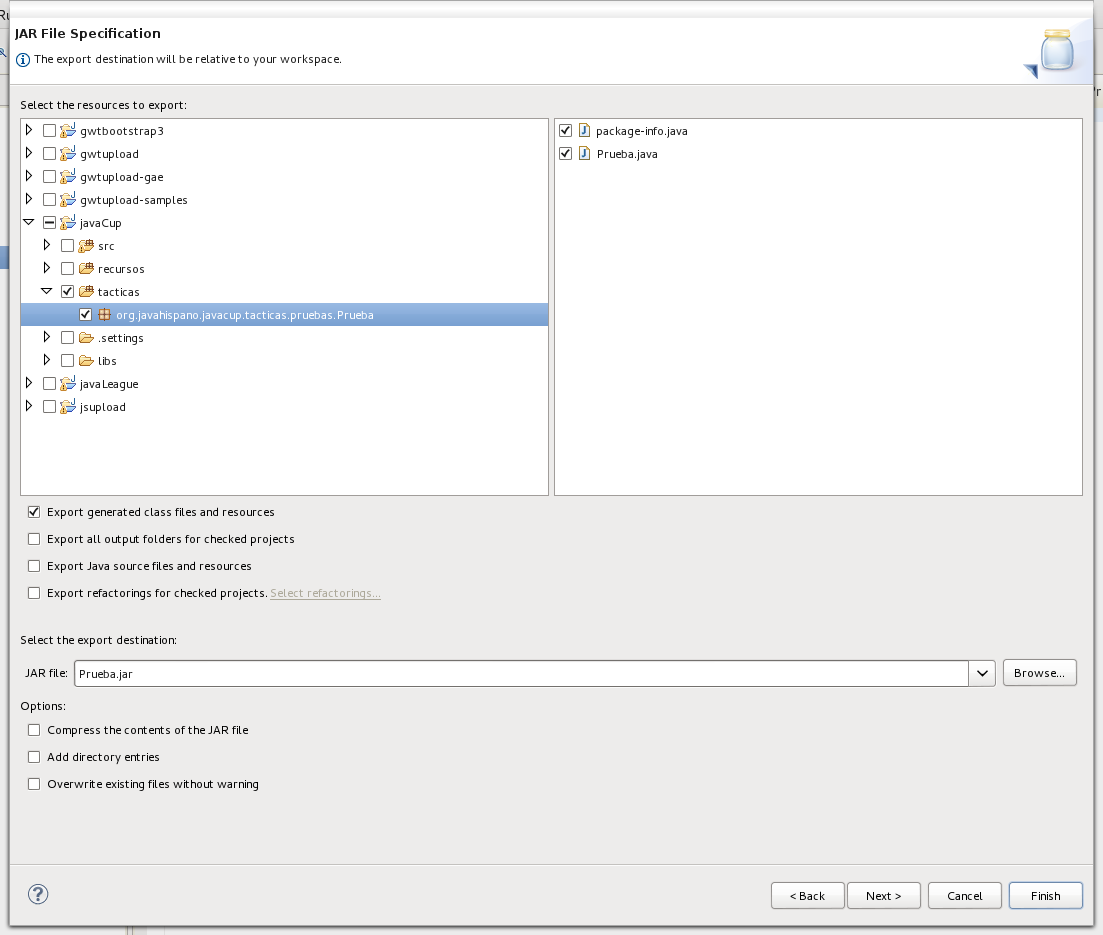 JAR File Specification
The export destination will be relative to your workspace.
Select the resources to export:
gwtbootstrap3
gwtupload
gwtupload-gae
gwtupload-samples
javaCup
src
recursos
tacticas
org.javahispano.javacup.tacticas.pruebas.Prueba
.settings
libs
javaLeague
jsupload
package-info.java
Prueba.java
Export generated class files and resources
Export all output folders for checked projects
Export Java source files and resources
Export refactorings for checked projects. Select refactorings...
Select the export destination:
JAR file: Prueba.jar Browse...
Options:
Compress the contents of the JAR file
Add directory entries
Overwrite existing files without warning
? < Back Next > Cancel Finish